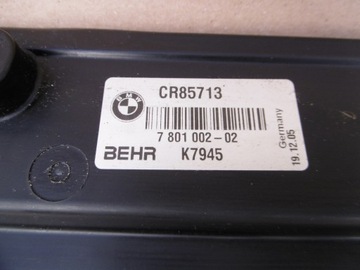 BMW
CR85713
7 801 002-02
BEHR K7945
Germany
19.12.05